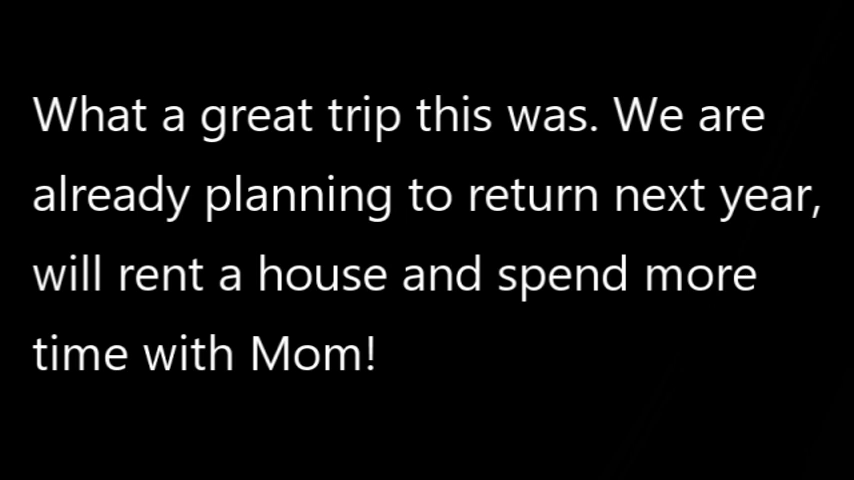 What a great trip this was. We are
already planning to return next year,
will rent a house and spend more
time with Mom!